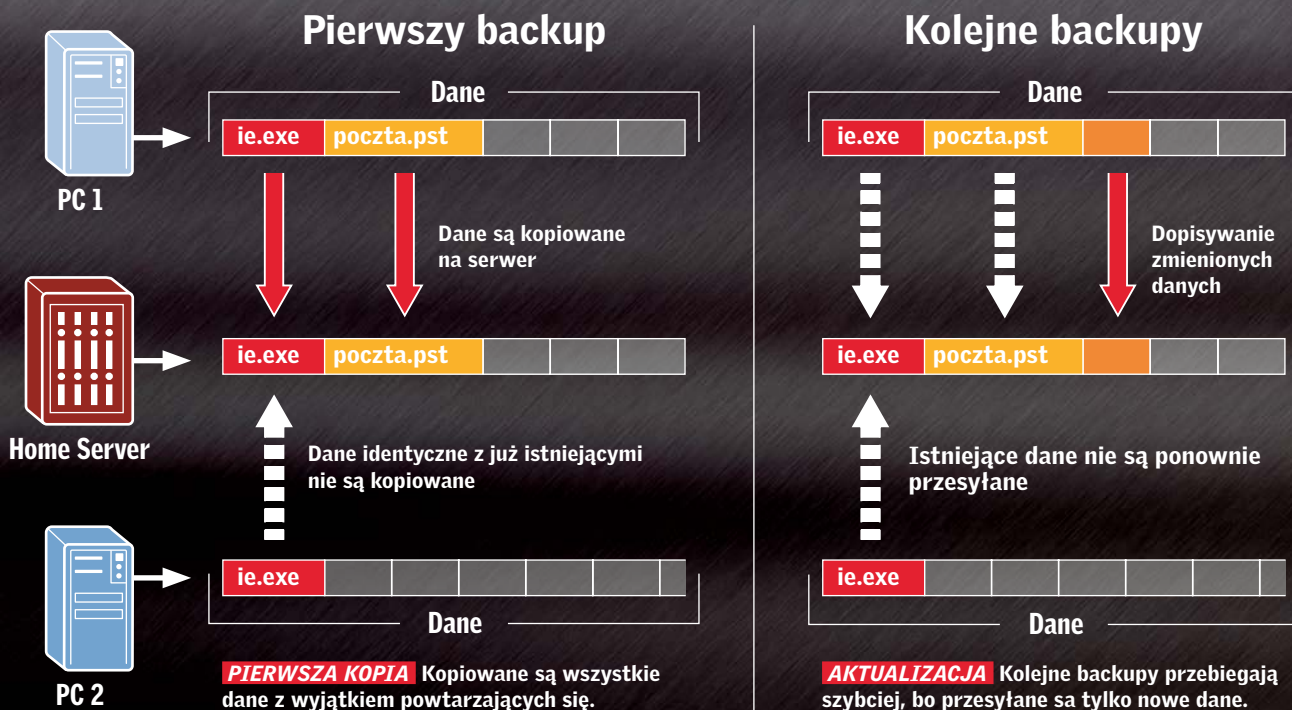 Pierwszy backup
Dane
ie.exe poczta.pst
PC 1
Dane są kopiowane
na serwer
ie.exe poczta.pst
Home Server
Dane identyczne z już istniejącymi
nie są kopiowane
ie.exe
Dane
PC 2
PIERWSZA KOPIA Kopiowane są wszystkie
dane z wyjątkiem powtarzających się.
Kolejne backupy
Dane
ie.exe poczta.pst
Dopisywanie
zmienionych
danych
ie.exe poczta.pst
Istniejące dane nie są ponownie
przesyłane
ie.exe
Dane
AKTUALIZACJA Kolejne backupy przebiegają
szybciej, bo przesyłane sa tylko nowe dane.